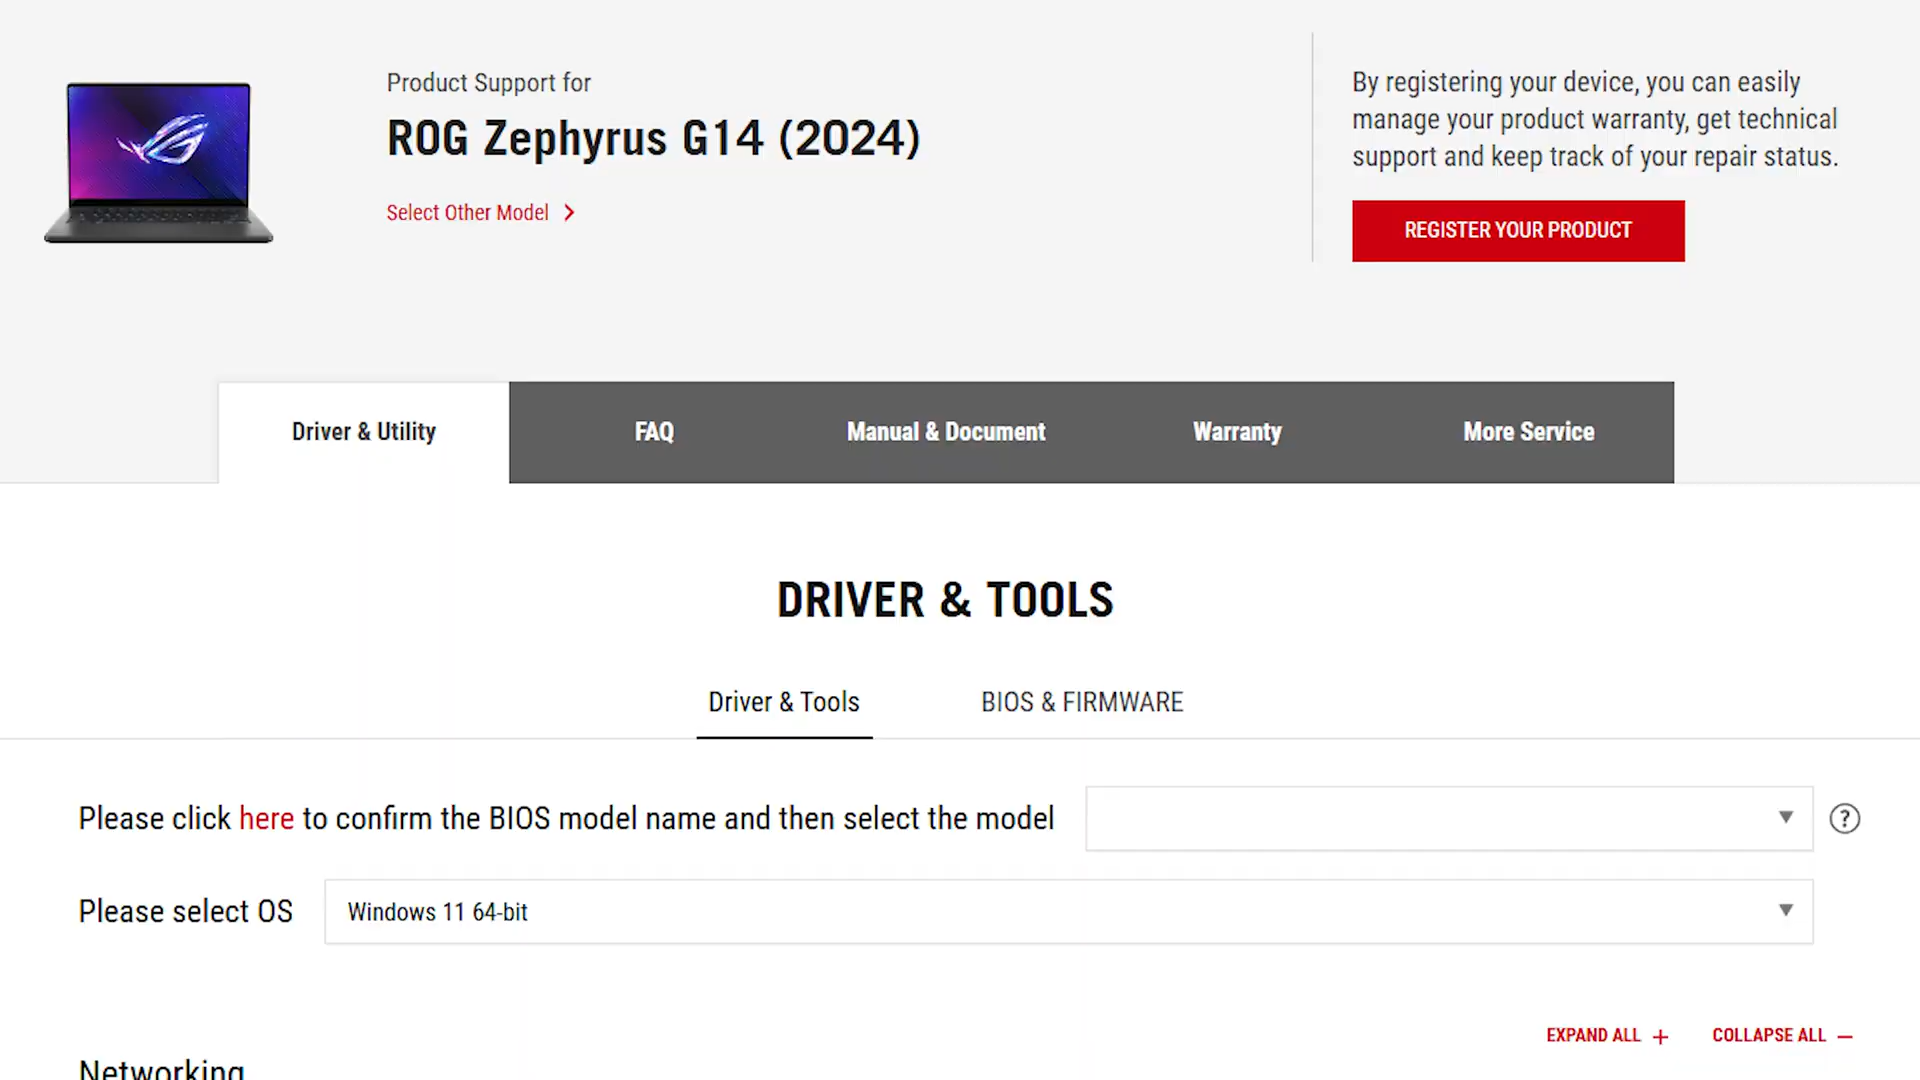 Product Support for
ROG Zephyrus G14 (2024)
Select Other Model
By registering your device, you can easily
manage your product warranty, get technical
support and keep track of your repair status.
REGISTER YOUR PRODUCT
Driver & Utility
FAQ
Manual & Document
Warranty
More Service
DRIVER & TOOLS
Driver & Tools
BIOS & FIRMWARE
Please click here to confirm the BIOS model name and then select the model
?
Please select OS
Windows 11 64-bit
EXPAND ALL +
COLLAPSE ALL −
Networking